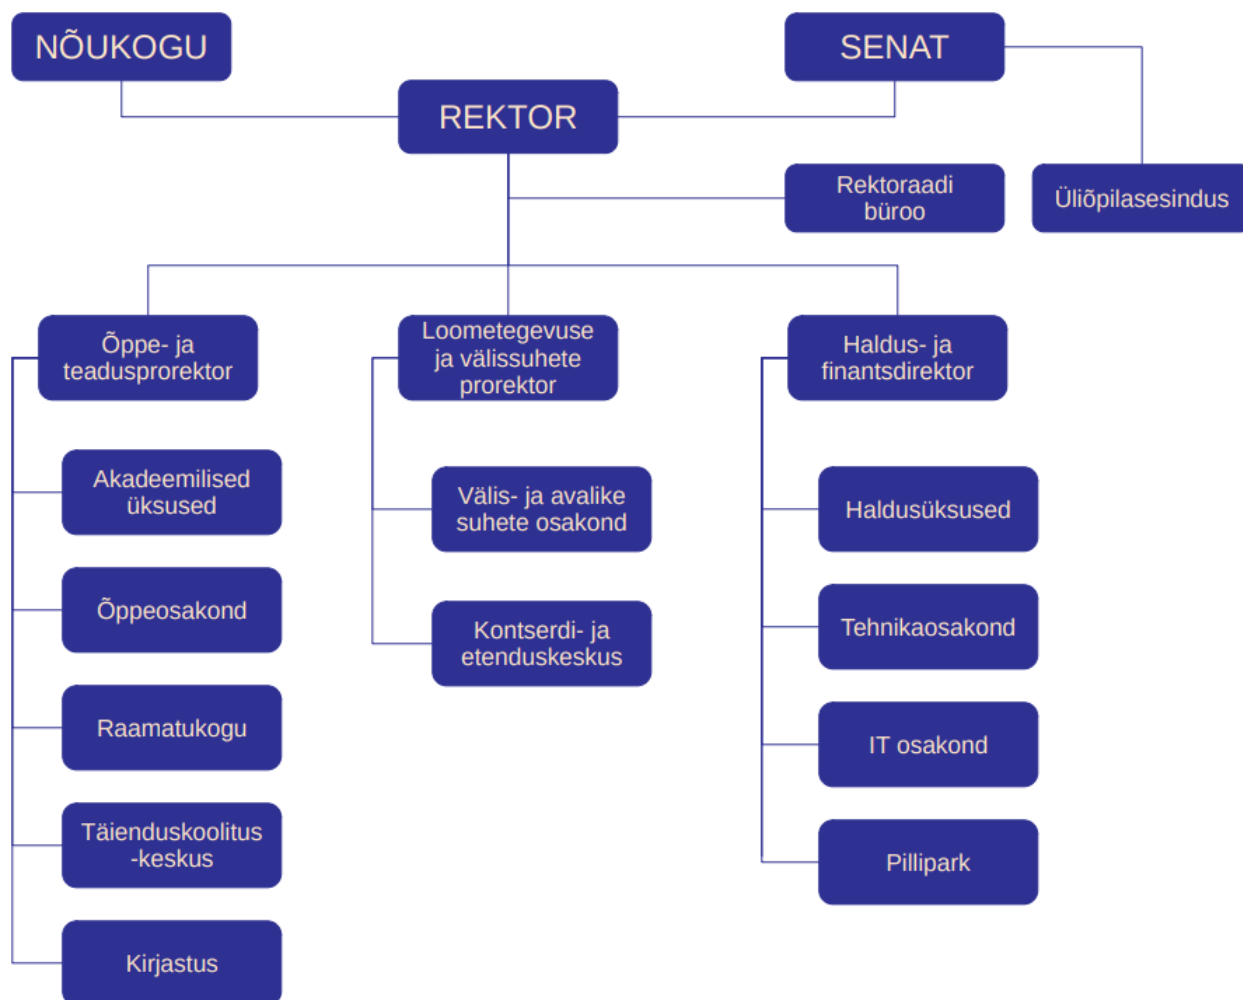 NÕUKOGU
SENAT
REKTOR
Rektoraadi
büroo
Üliõpilasesindus
Õppe- ja
teadusprorektor
Loometegevuse
ja välissuhete
prorektor
Haldus- ja
finantsdirektor
Akadeemilised
üksused
Õppeosakond
Raamatukogu
Täienduskoolitus
-keskus
Kirjastus
Välis- ja avalike
suhete osakond
Kontserdi- ja
etenduskeskus
Haldusüksused
Tehnikaosakond
IT osakond
Pillipark